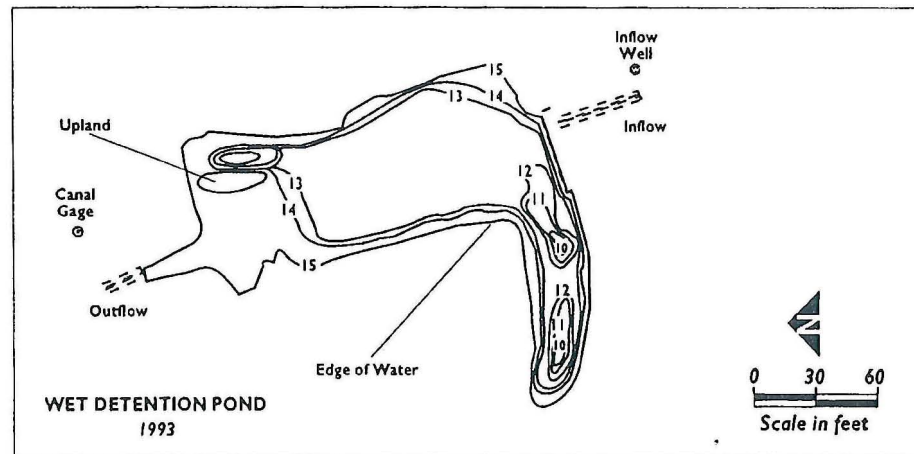 Inflow
Well
15
14
13
Inflow
Upland
12
11
13
14
Canal
Gage
10
15
12
Outflow
11
10
Edge of Water
N
0 30 60
Scale in feet
WET DETENTION POND
1993